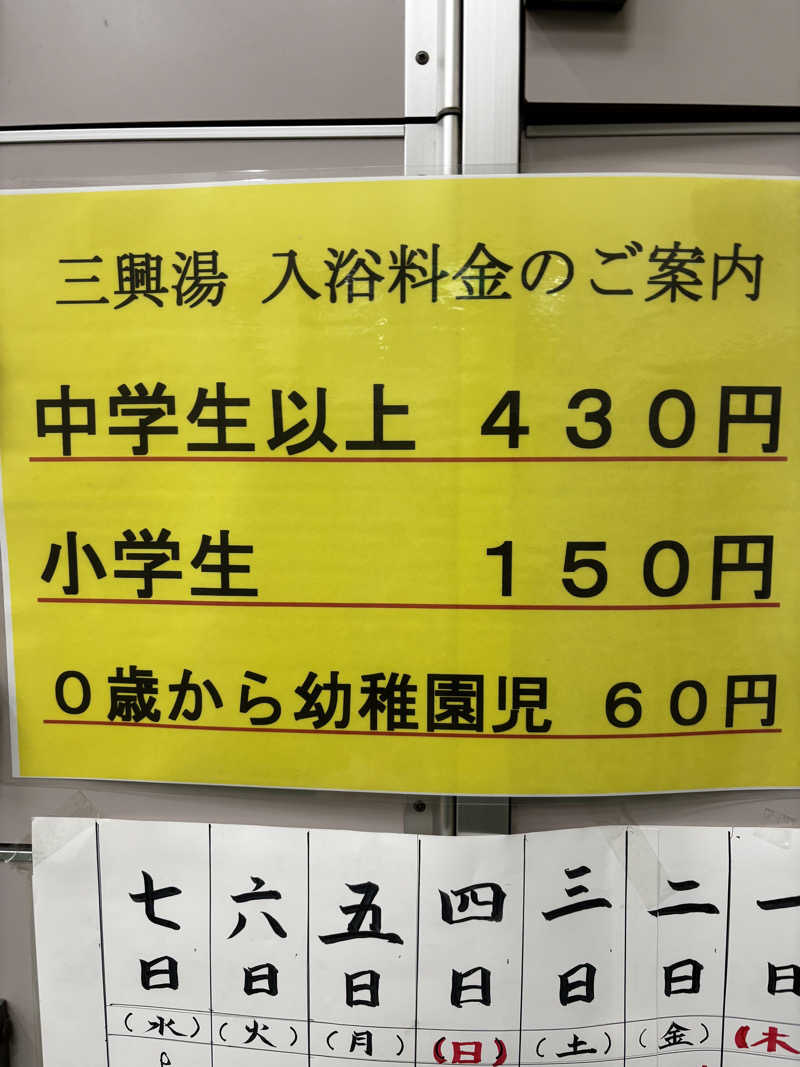 三興湯 入浴料金のご案内
中学生以上 430円
小学生 150円
0歳から幼稚園児 60円
一日(木)
二日(金)
三日(土)
四日(日)
五日(月)
六日(火)
七日(水)